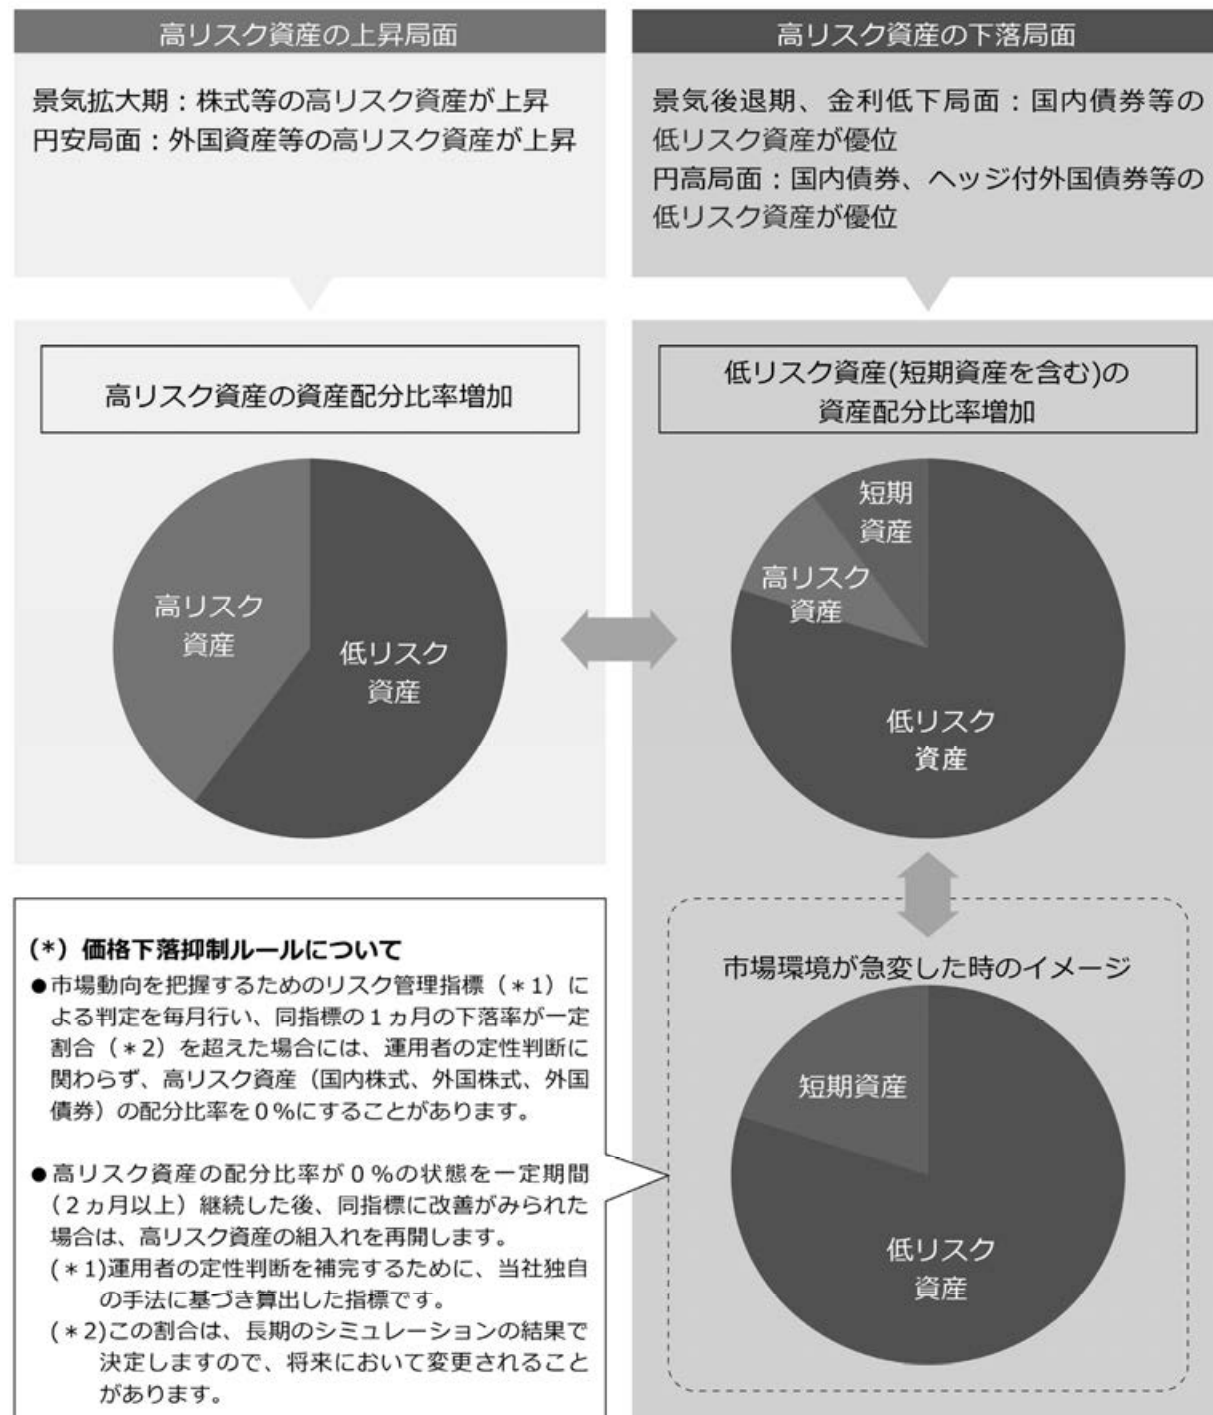 高リスク資産の上昇局面
景気拡大期：株式等の高リスク資産が上昇
円安局面：外国資産等の高リスク資産が上昇
高リスク資産の資産配分比率増加
高リスク
資産
低リスク
資産
高リスク資産の下落局面
景気後退期、金利低下局面：国内債券等の
低リスク資産が優位
円高局面：国内債券、ヘッジ付外国債券等の
低リスク資産が優位
低リスク資産(短期資産を含む)の
資産配分比率増加
短期
資産
高リスク
資産
低リスク
資産
(*）価格下落抑制ルールについて
●市場動向を把握するためのリスク管理指標（＊1）に
よる判定を毎月行い、同指標の１ヵ月の下落率が一定
割合（＊2）を超えた場合には、運用者の定性判断に
関わらず、高リスク資産（国内株式、外国株式、外国
債券）の配分比率を０%にすることがあります。
●高リスク資産の配分比率が０%の状態を一定期間
（２ヵ月以上）継続した後、同指標に改善がみられた
場合は、高リスク資産の組入れを再開します。
(＊1)運用者の定性判断を補完するために、当社独自
の手法に基づき算出した指標です。
(＊2)この割合は、長期のシミュレーションの結果で
決定しますので、将来において変更されること
があります。
市場環境が急変した時のイメージ
短期資産
低リスク
資産